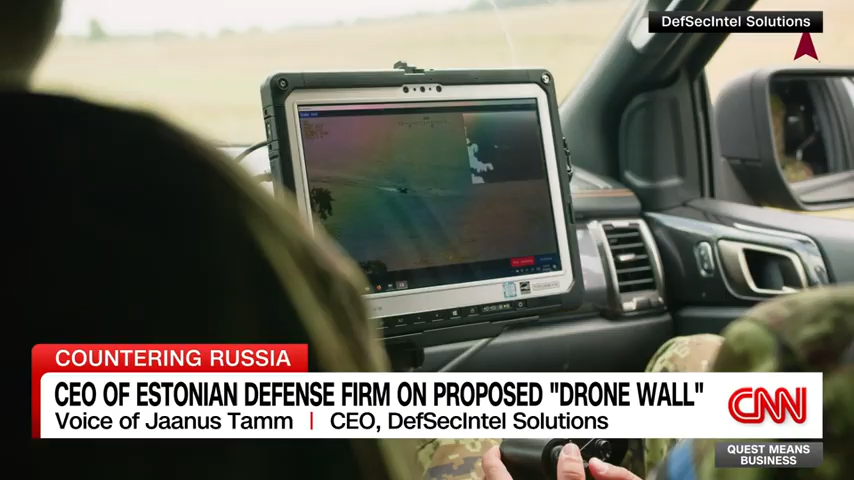 DefSecIntel Solutions
COUNTERING RUSSIA
CEO OF ESTONIAN DEFENSE FIRM ON PROPOSED "DRONE WALL"
Voice of Jaanus Tamm | CEO, DefSecIntel Solutions
CNN
QUEST MEANS
BUSINESS